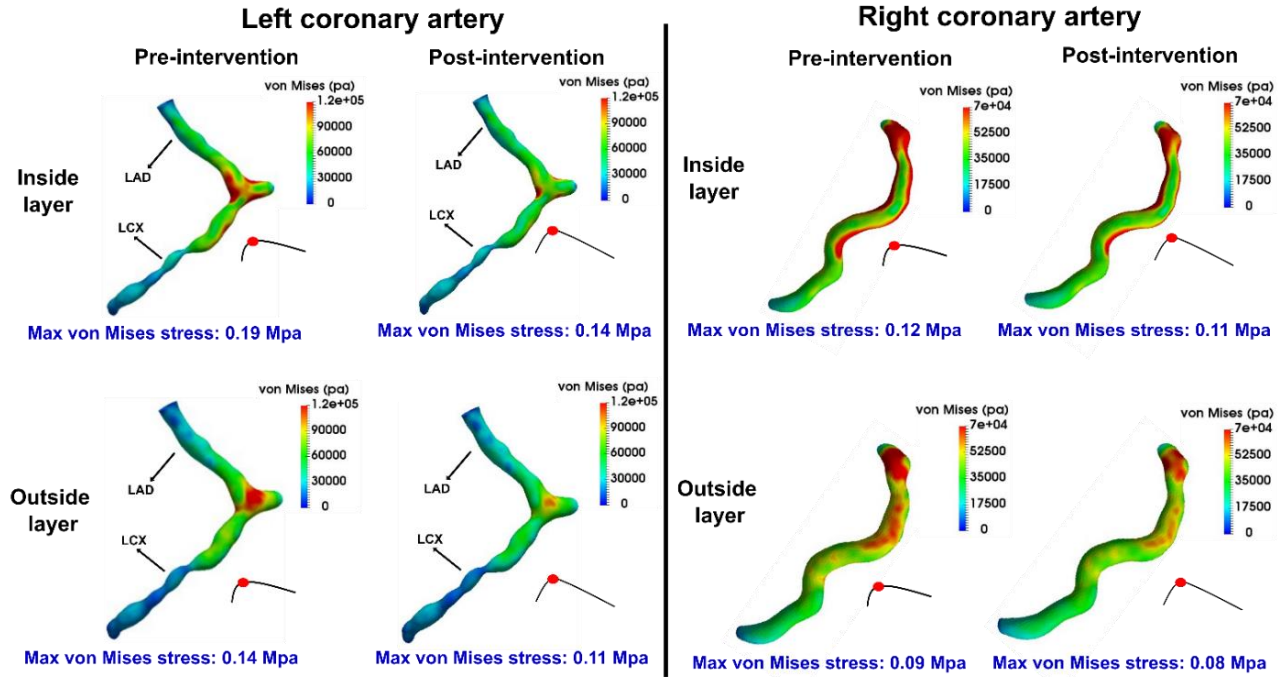 Left coronary artery
Right coronary artery
Pre-intervention
Post-intervention
Pre-intervention
Post-intervention
Inside
layer
von Mises (pa)
1.2e+05
90000
60000
30000
0
LAD
LCX
Max von Mises stress: 0.19 Mpa
von Mises (pa)
1.2e+05
90000
60000
30000
0
LAD
LCX
Max von Mises stress: 0.14 Mpa
Inside
layer
von Mises (pa)
7e+04
52500
35000
17500
0
Max von Mises stress: 0.12 Mpa
von Mises (pa)
7e+04
52500
35000
17500
0
Max von Mises stress: 0.11 Mpa
Outside
layer
von Mises (pa)
1.2e+05
90000
60000
30000
0
LAD
LCX
Max von Mises stress: 0.14 Mpa
von Mises (pa)
1.2e+05
90000
60000
30000
0
LAD
LCX
Max von Mises stress: 0.11 Mpa
Outside
layer
von Mises (pa)
7e+04
52500
35000
17500
0
Max von Mises stress: 0.09 Mpa
von Mises (pa)
7e+04
52500
35000
17500
0
Max von Mises stress: 0.08 Mpa